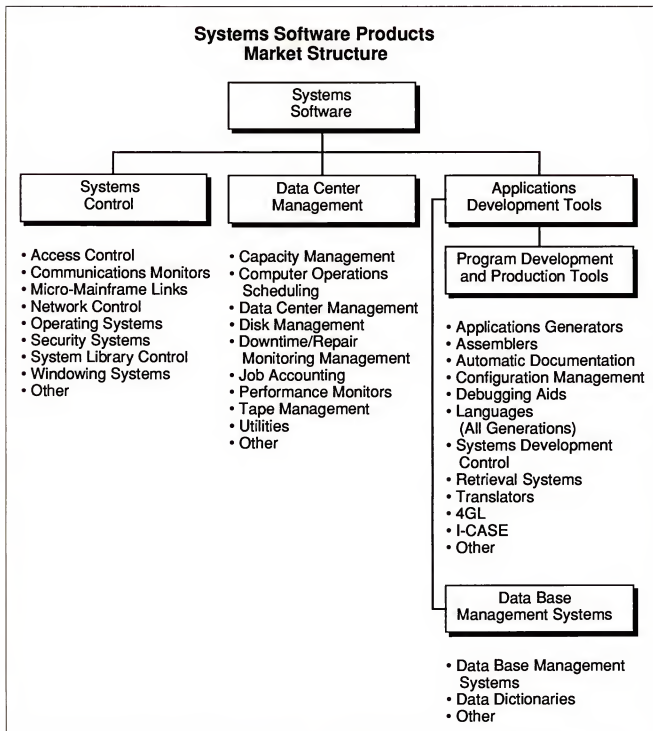 Systems Software Products
Market Structure
Systems
Software
Systems
Control
• Access Control
• Communications Monitors
• Micro-Mainframe Links
• Network Control
• Operating Systems
• Security Systems
• System Library Control
• Windowing Systems
• Other
Data Center
Management
• Capacity Management
• Computer Operations
Scheduling
• Data Center Management
• Disk Management
• Downtime/Repair
Monitoring Management
• Job Accounting
• Performance Monitors
• Tape Management
• Utilities
• Other
Applications
Development Tools
Program Development
and Production Tools
• Applications Generators
• Assemblers
• Automatic Documentation
• Configuration Management
• Debugging Aids
• Languages
(All Generations)
• Systems Development
Control
• Retrieval Systems
• Translators
• 4GL
• I-CASE
• Other
Data Base
Management Systems
• Data Base Management
Systems
• Data Dictionaries
• Other